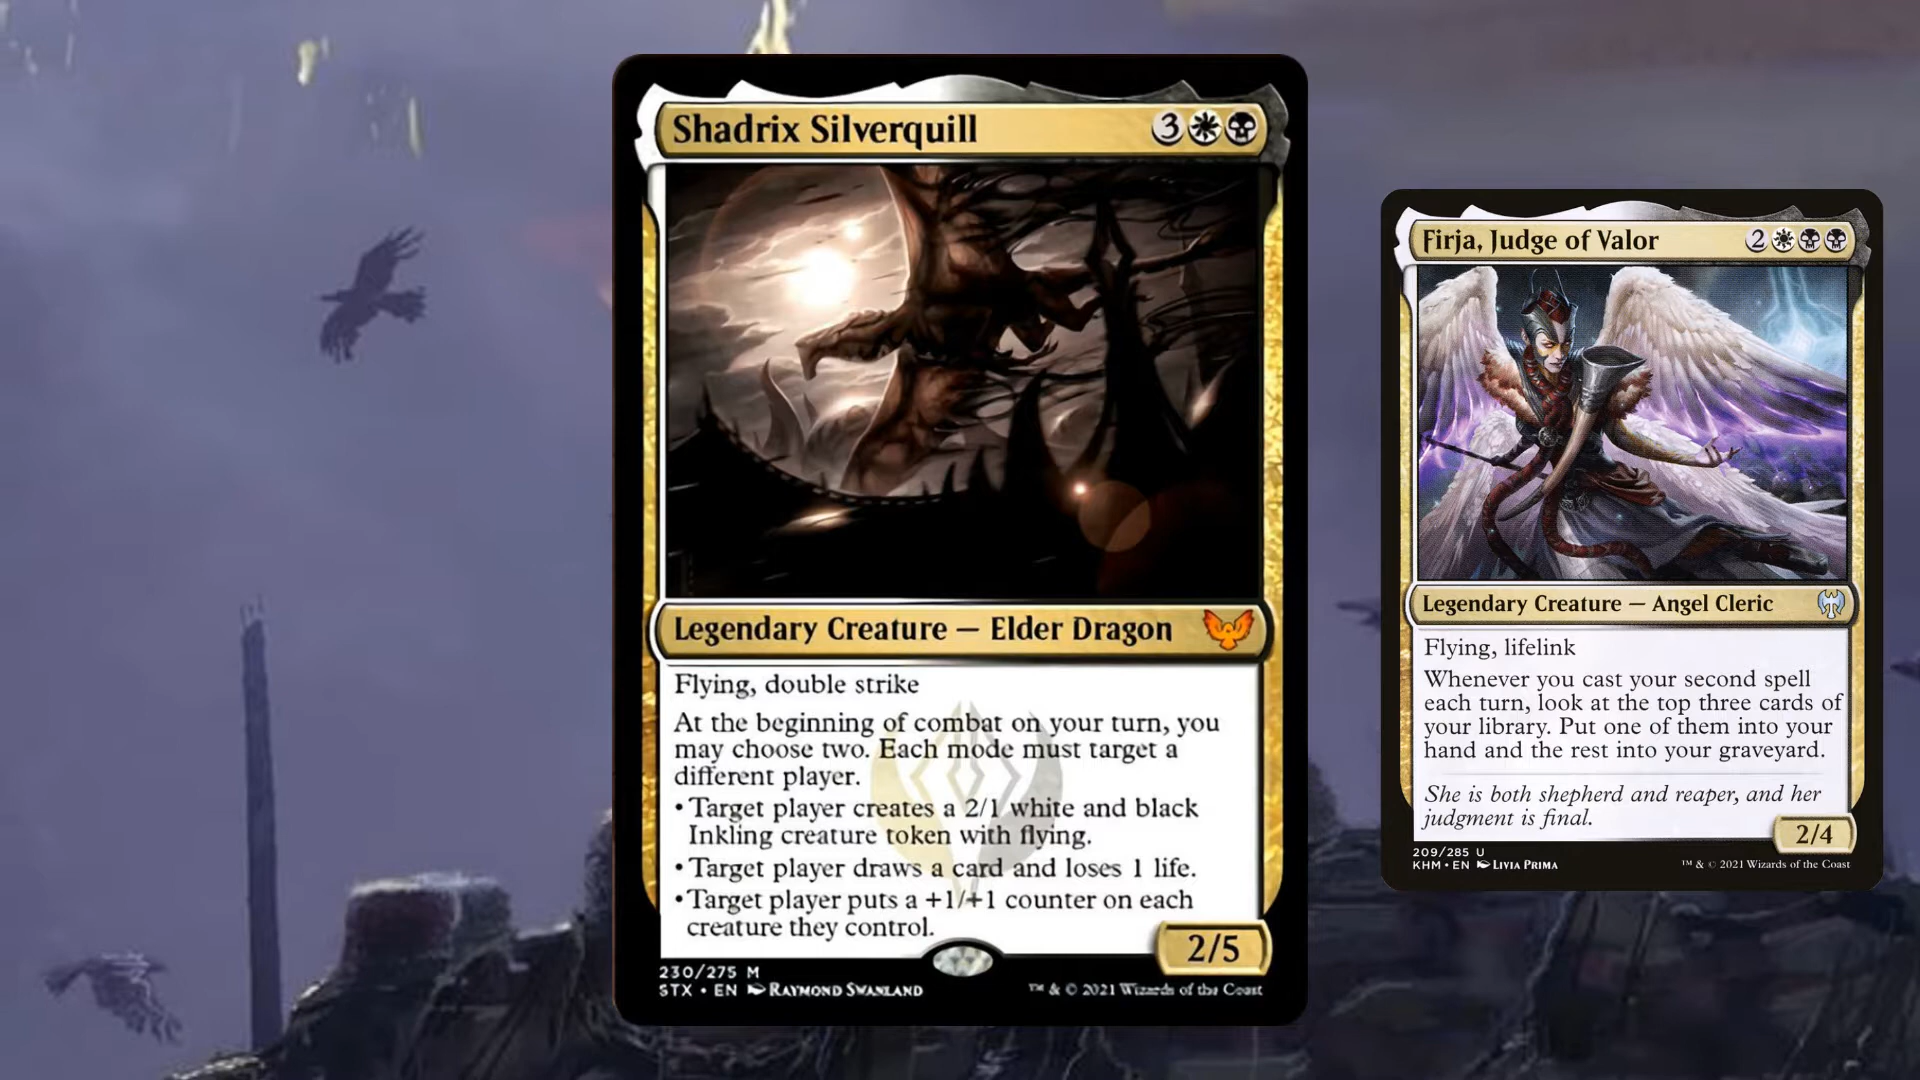 Shadrix Silverquill
3
Legendary Creature — Elder Dragon
Flying, double strike
At the beginning of combat on your turn, you
may choose two. Each mode must target a
different player.
• Target player creates a 2/1 white and black
Inkling creature token with flying.
• Target player draws a card and loses 1 life.
• Target player puts a +1/+1 counter on each
creature they control.
2/5
230/275 M
STX • EN Raymond Swanland
™ & © 2021 Wizards of the Coast
Firja, Judge of Valor
2
Legendary Creature — Angel Cleric
Flying, lifelink
Whenever you cast your second spell
each turn, look at the top three cards of
your library. Put one of them into your
hand and the rest into your graveyard.
She is both shepherd and reaper, and her
judgment is final.
2/4
209/285 U
KHM • EN Livia Prima
™ & © 2021 Wizards of the Coast